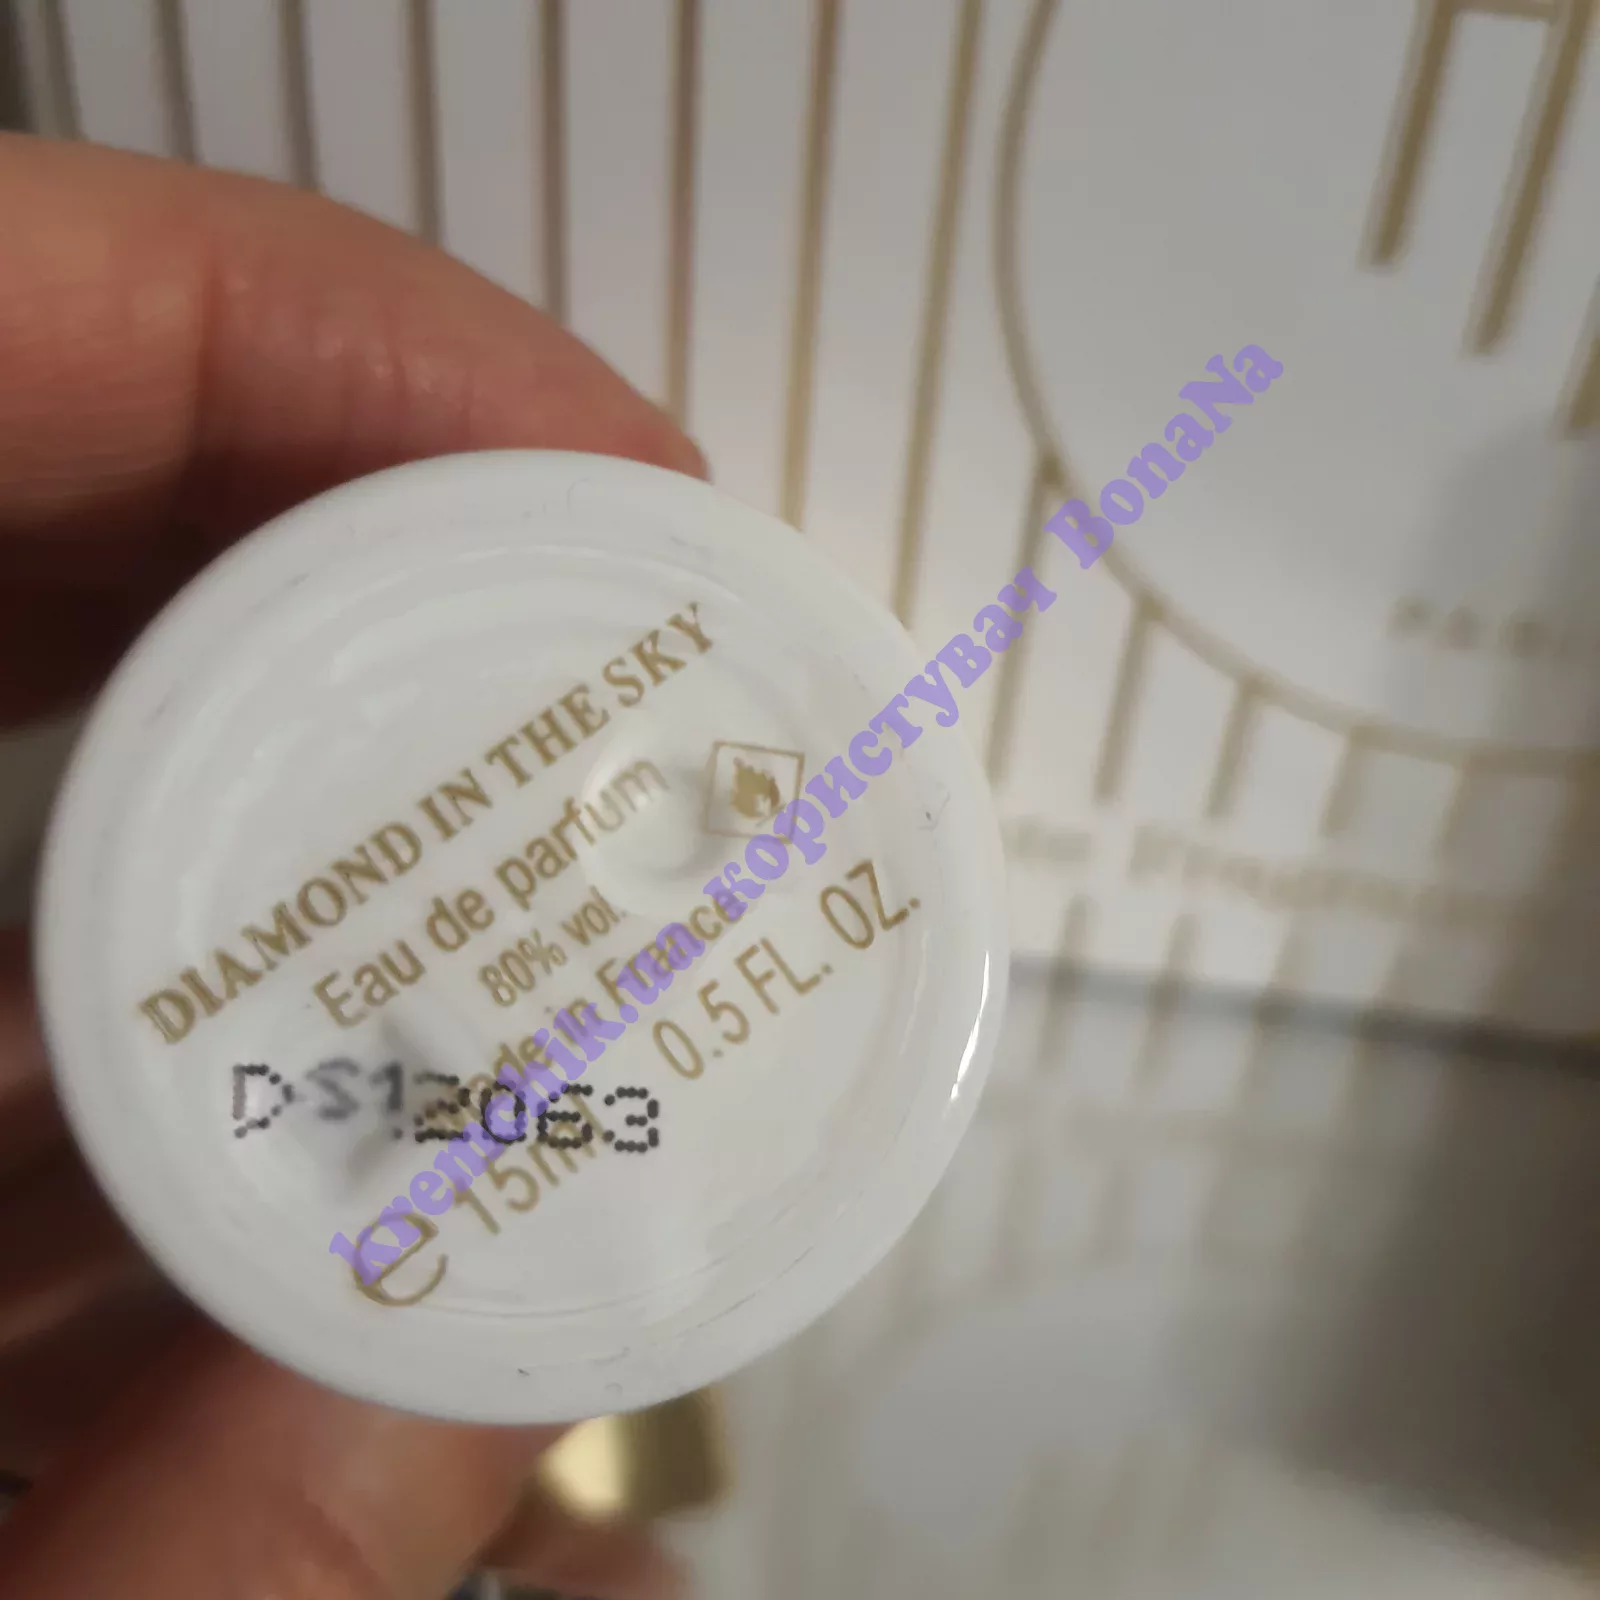 DIAMOND IN THE SKY
Eau de parfum
80% vol.
Made in France
15ml 0.5 FL. OZ.
DS12063
kremchik.ua користувач BonaNa